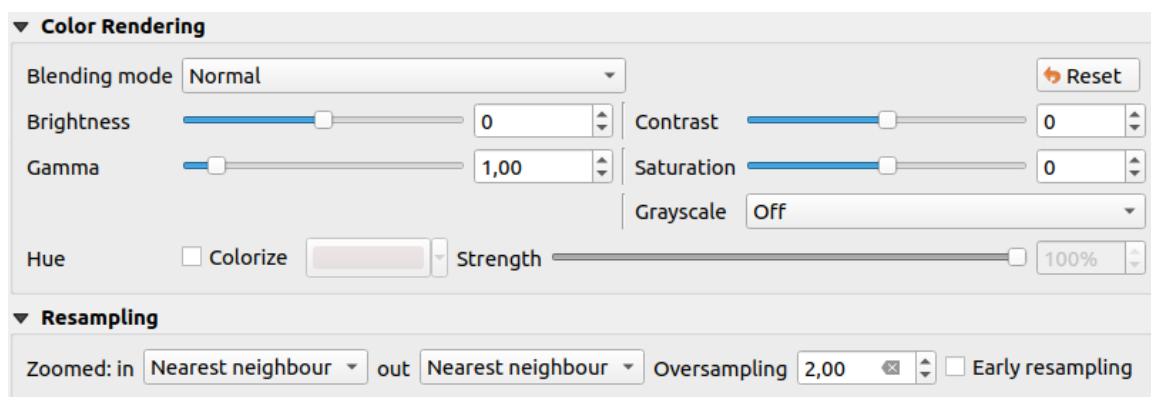 Color Rendering
Blending mode Normal Reset
Brightness 0 Contrast 0
Gamma 1,00 Saturation 0
Grayscale Off
Hue Colorize Strength 100%
Resampling
Zoomed: in Nearest neighbour out Nearest neighbour Oversampling 2,00 Early resampling